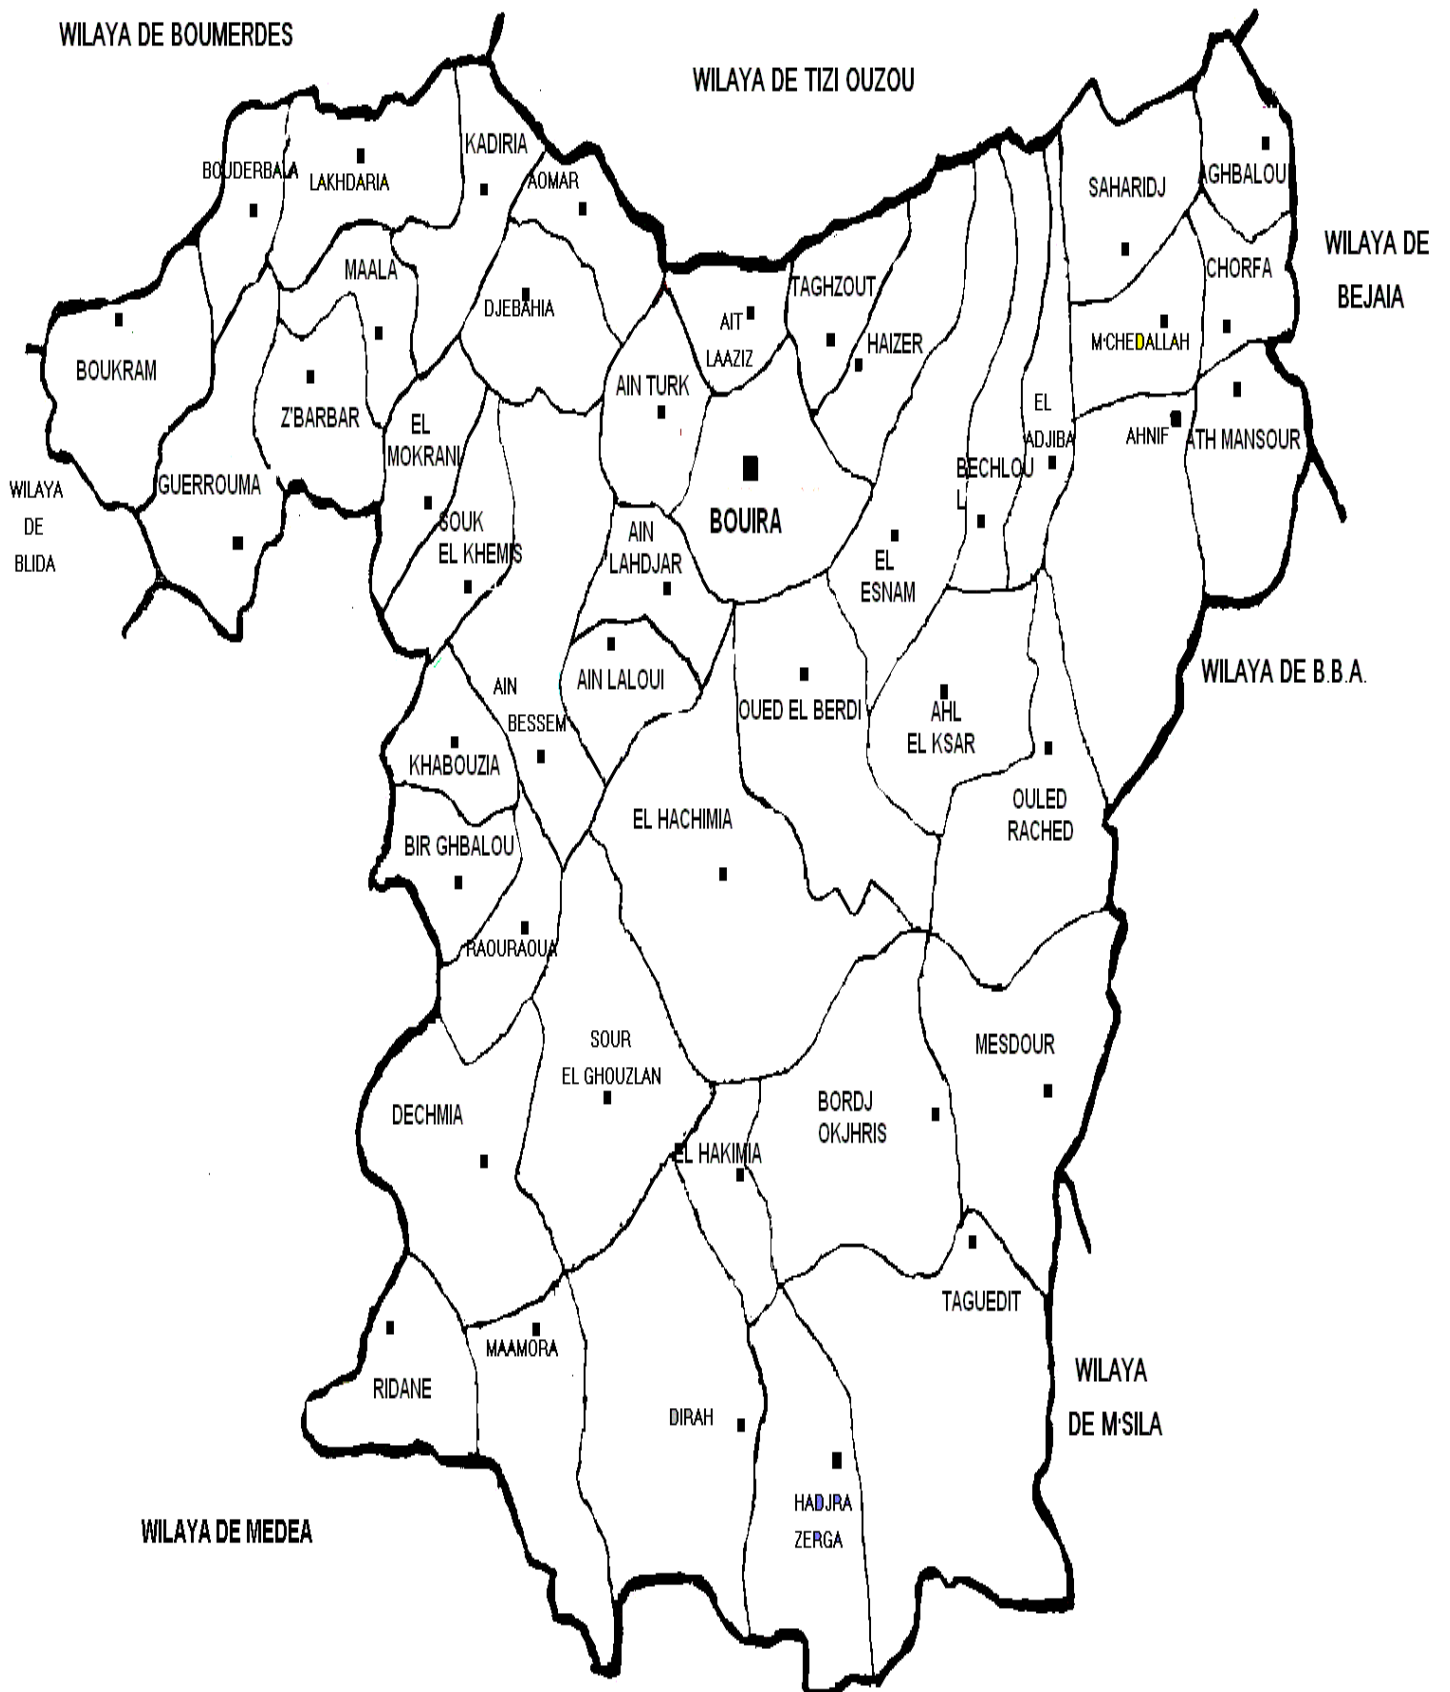 WILAYA DE BOUMERDES
WILAYA DE TIZI OUZOU
KADIRIA
BOUDERBALA
LAKHDARIA
AOMAR
SAHARIDJ
AGHBALOU
WILAYA DE
BEJAIA
MAALA
CHORFA
DJEBAHIA
TAGHZOUT
AIT
LAAZIZ
HAIZER
M'CHEDALLAH
BOUKRAM
AIN TURK
Z'BARBAR
EL
MOKRANI
EL
ADJIBA
AHNIF
ATH MANSOUR
GUERROUMA
BECHLOU
L
WILAYA
DE
BLIDA
BOUIRA
SOUK
EL KHEMIS
AIN
LAHDJAR
EL
ESNAM
WILAYA DE B.B.A.
AIN
BESSEM
AIN LALOUI
OUED EL BERDI
AHL
EL KSAR
KHABOUZIA
OULED
RACHED
EL HACHIMIA
BIR GHBALOU
RAOURAOUA
SOUR
EL GHOUZLAN
MESDOUR
DECHMIA
BORDJ
OKJHRIS
EL HAKIMIA
TAGUEDIT
MAAMORA
RIDANE
WILAYA
DE M'SILA
DIRAH
HADJRA
ZERGA
WILAYA DE MEDEA